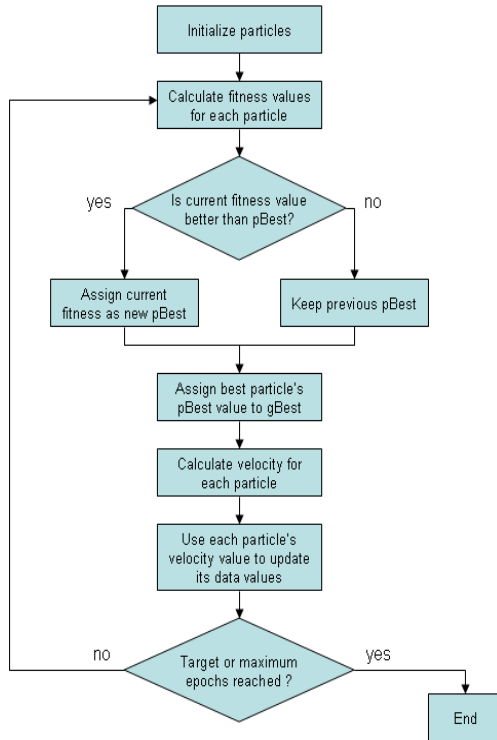 Initialize particles
Calculate fitness values
for each particle
Is current fitness value
better than pBest?
yes
no
Assign current
fitness as new pBest
Keep previous pBest
Assign best particle's
pBest value to gBest
Calculate velocity for
each particle
Use each particle's
velocity value to update
its data values
no
Target or maximum
epochs reached ?
yes
End